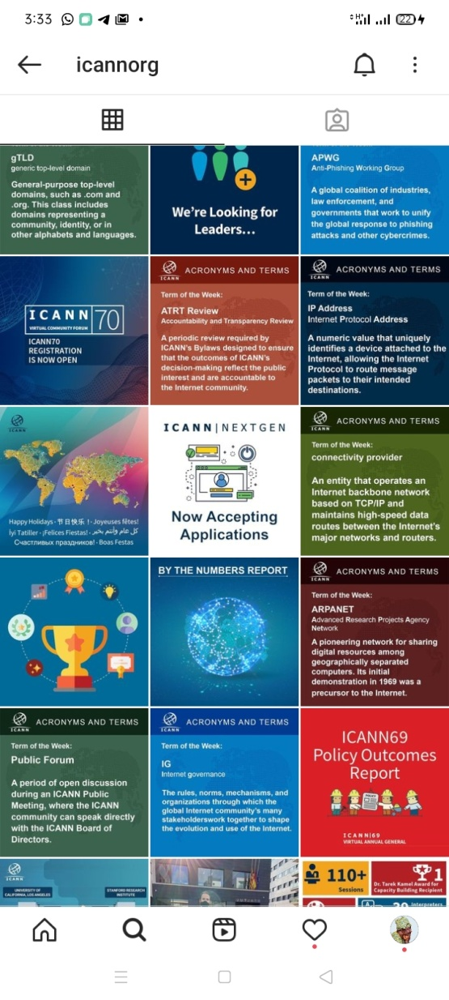 3:33
22
icannorg
gTLD
generic top-level domain
General-purpose top-level
domains, such as .com and
.org. This class includes
domains representing a
community, identity, or in
other alphabets and languages.
We're Looking for
Leaders...
APWG
Anti-Phishing Working Group
A global coalition of industries,
law enforcement, and
governments that work to unify
the global response to phishing
attacks and other cybercrimes.
ICANN 70
VIRTUAL COMMUNITY FORUM
ICANN70
REGISTRATION
IS NOW OPEN
ICANN
ACRONYMS AND TERMS
Term of the Week:
ATRT Review
Accountability and Transparency Review
A periodic review required by
ICANN's Bylaws designed to ensure
that the outcomes of ICANN's
decision-making reflect the public
interest and are accountable to
the Internet community.
ICANN
ACRONYMS AND TERMS
Term of the Week:
IP Address
Internet Protocol Address
A numeric value that uniquely
identifies a device attached to the
Internet, allowing the Internet
Protocol to route message
packets to their intended
destinations.
ICANN
Happy Holidays - 节日快乐 ! - Joyeuses fêtes!
İyi Tatiller - ¡Felices Fiestas! - كل عام وأنتم بخير
Счастливых праздников! - Boas Festas
ICANN|NEXTGEN
Now Accepting
Applications
ICANN
ACRONYMS AND TERMS
Term of the Week:
connectivity provider
An entity that operates an
Internet backbone network
based on TCP/IP and
maintains high-speed data
routes between the Internet's
major networks and routers.
BY THE NUMBERS REPORT
ICANN
ACRONYMS AND TERMS
Term of the Week:
ARPANET
Advanced Research Projects Agency
Network
A pioneering network for sharing
digital resources among
geographically separated
computers. Its initial
demonstration in 1969 was a
precursor to the Internet.
ICANN
ACRONYMS AND TERMS
Term of the Week:
Public Forum
A period of open discussion
during an ICANN Public
Meeting, where the ICANN
community can speak directly
with the ICANN Board of
Directors.
ICANN
ACRONYMS AND TERMS
Term of the Week:
IG
Internet governance
The rules, norms, mechanisms, and
organizations through which the
global Internet community's many
stakeholderswork together to shape
the evolution and use of the Internet.
ICANN69
Policy Outcomes
Report
POLICY
ICANN|69
VIRTUAL ANNUAL GENERAL
ICANN
UNIVERSITY OF
CALIFORNIA, LOS ANGELES
STANFORD RESEARCH
INSTITUTE
110+
Sessions
1
Dr. Tarek Kamel Award for
Capacity Building Recipient
Interpreters